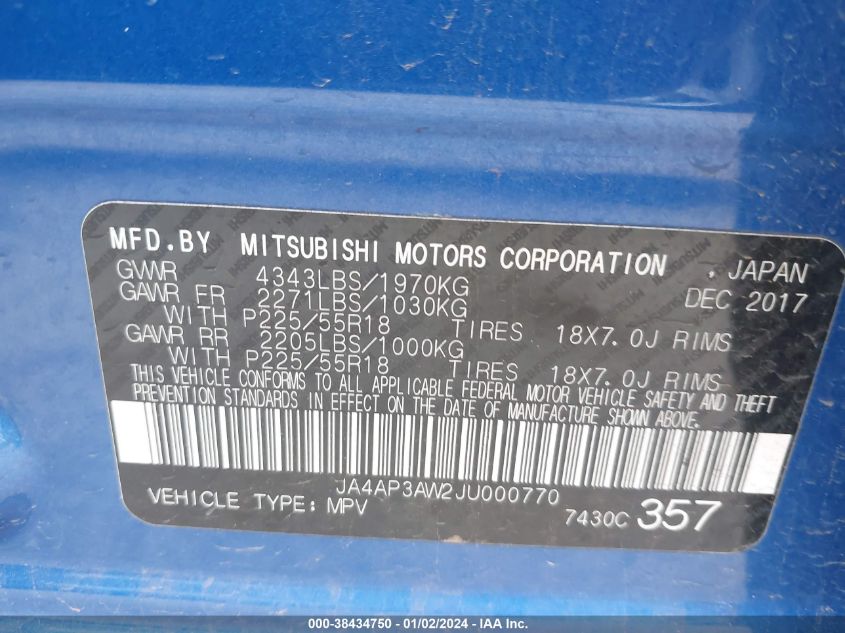 MFD.BY MITSUBISHI MOTORS CORPORATION , JAPAN
GVWR 4343LBS/1970KG DEC 2017
GAWR FR 2271LBS/1030KG
WITH P225/55R18 TIRES 18X7.0J RIMS
GAWR RR 2205LBS/1000KG
WITH P225/55R18 TIRES 18X7.0J RIMS
THIS VEHICLE CONFORMS TO ALL APPLICABLE FEDERAL MOTOR VEHICLE SAFETY AND THEFT
PREVENTION STANDARDS IN EFFECT ON THE DATE OF MANUFACTURE SHOWN ABOVE.
JA4AP3AW2JU000770
VEHICLE TYPE: MPV 7430C 357
000-38434750 - 01/02/2024 - IAAI.COM